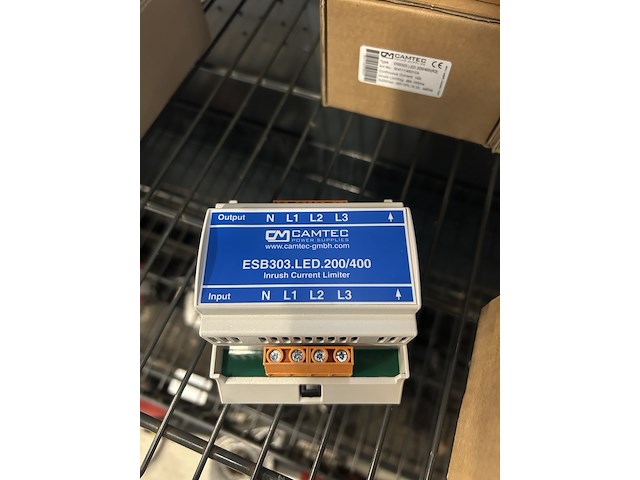 CAMTEC
CE
Output N L1 L2 L3
CAMTEC
POWER SUPPLIES
www.camtec-gmbh.com
ESB303.LED.200/400
Inrush Current Limiter
Input N L1 L2 L3